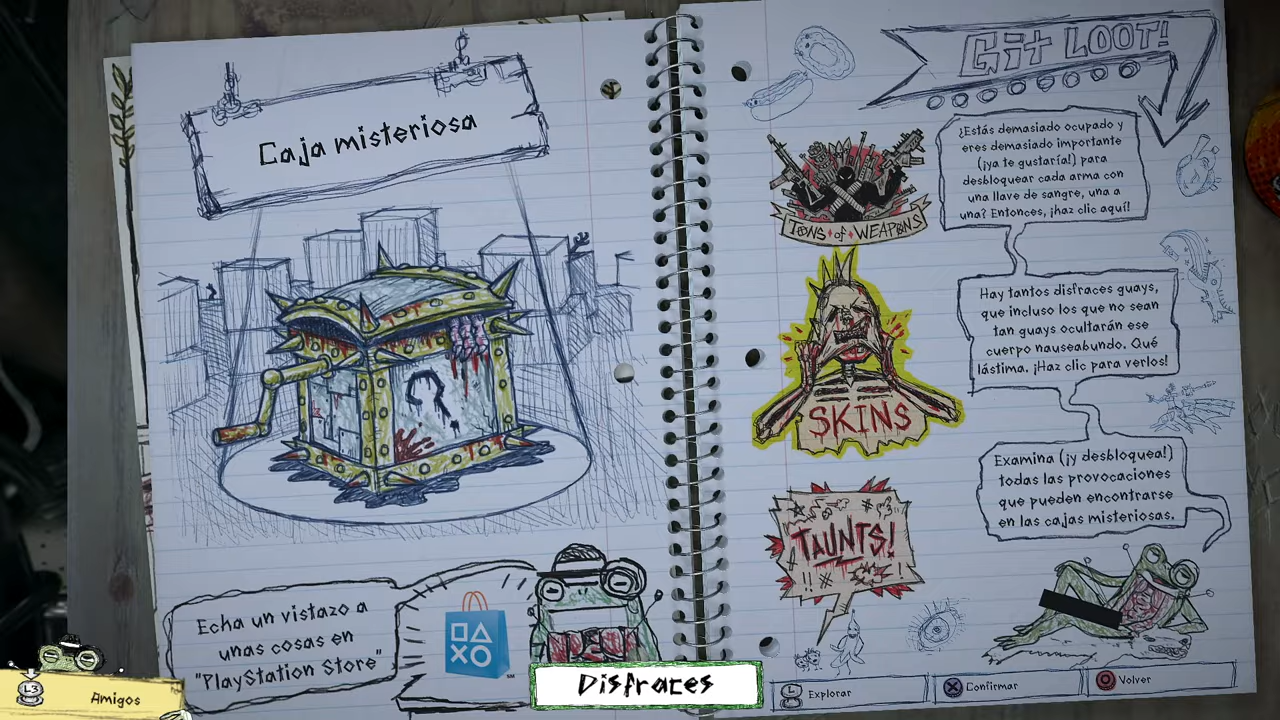 Caja misteriosa
Echa un vistazo a
unas cosas en
"PlayStation Store"
Amigos
L3
Disfraces
Git LOOT!
TONS of WEAPONS
¿Estás demasiado ocupado y
eres demasiado importante
(¡ya te gustaría!) para
desbloquear cada arma con
una llave de sangre, una a
una? Entonces, ¡haz clic aquí!
SKINS
Hay tantos disfraces guays,
que incluso los que no sean
tan guays ocultarán ese
cuerpo nauseabundo. Qué
lástima. ¡Haz clic para verlos!
TAUNTS!
Examina (¡y desbloquea!)
todas las provocaciones
que pueden encontrarse
en las cajas misteriosas.
L Explorar
Confirmar
Volver